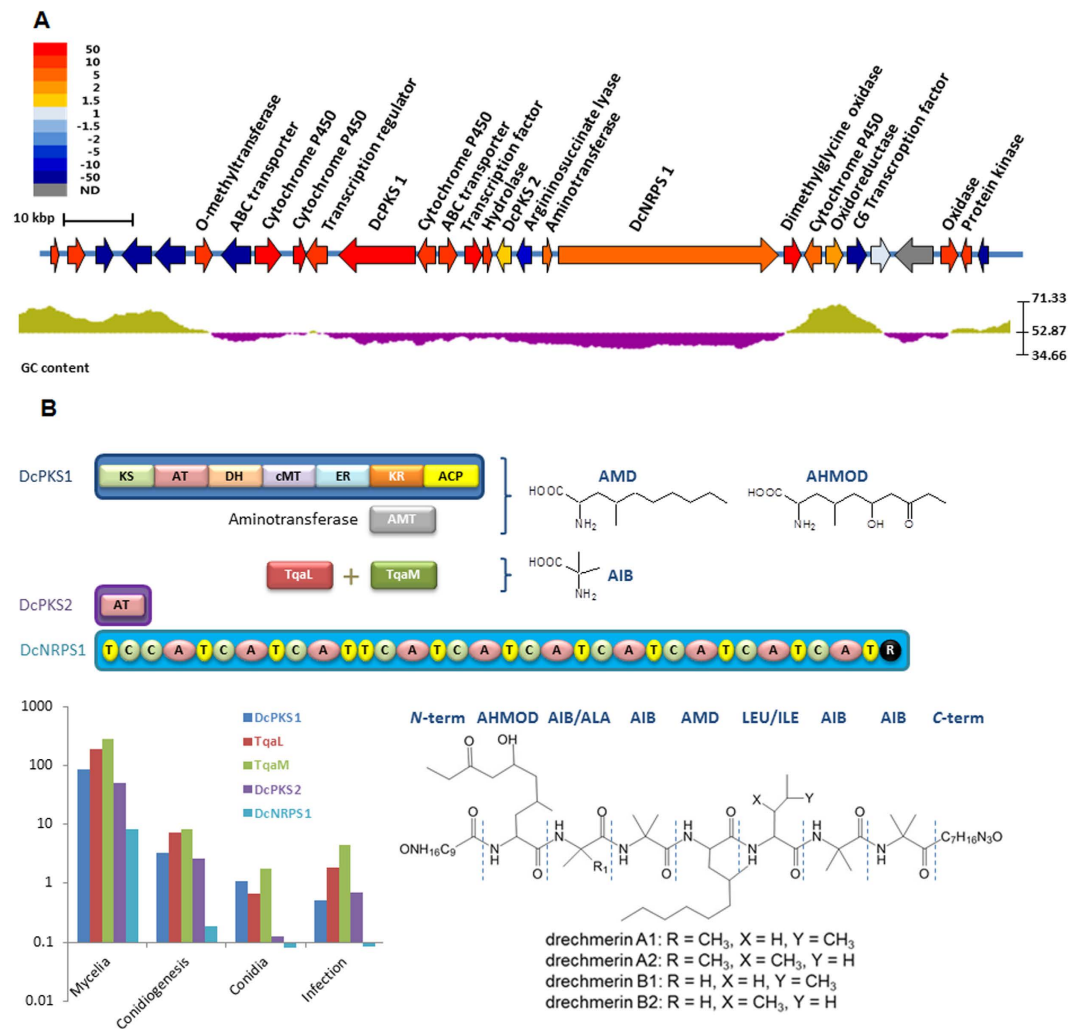 A
50
10
5
2
1.5
1
-1.5
-2
-5
-10
-50
ND
10 kbp
O-methyltransferase
ABC transporter
Cytochrome P450
Cytochrome P450
Transcription regulator
DcPKS 1
Cytochrome P450
ABC transporter
Transcription factor
Hydrolase
DcPKS 2
Argininosuccinate lyase
Aminotransferase
DcNRPS 1
Dimethylglycine oxidase
Cytochrome P450
Oxidoreductase
C6 Transcroption factor
Oxidase
Protein kinase
71.33
52.87
34.66
GC content
B
DcPKS1
KS AT DH cMT ER KR ACP
Aminotransferase AMT
AMD
HOOC
NH2
AHMOD
HOOC
NH2 OH O
TqaL + TqaM
HOOC
NH2
AIB
DcPKS2
AT
DcNRPS1
T C C A T C A T C A T T C A T C A T C A T C A T C A T C A T C A T R
1000
100
10
1
0.1
0.01
DcPKS1
TqaL
TqaM
DcPKS2
DcNRPS1
Mycelia
Conidiogenesis
Conidia
Infection
N-term AHMOD AIB/ALA AIB AMD LEU/ILE AIB AIB C-term
O OH
X Y
O H N O H N O H N O
ONH16C9 N H O R1 N H O N H O N H O C7H16N3O
drechmerin A1: R = CH3, X = H, Y = CH3
drechmerin A2: R = CH3, X = CH3, Y = H
drechmerin B1: R = H, X = H, Y = CH3
drechmerin B2: R = H, X = CH3, Y = H